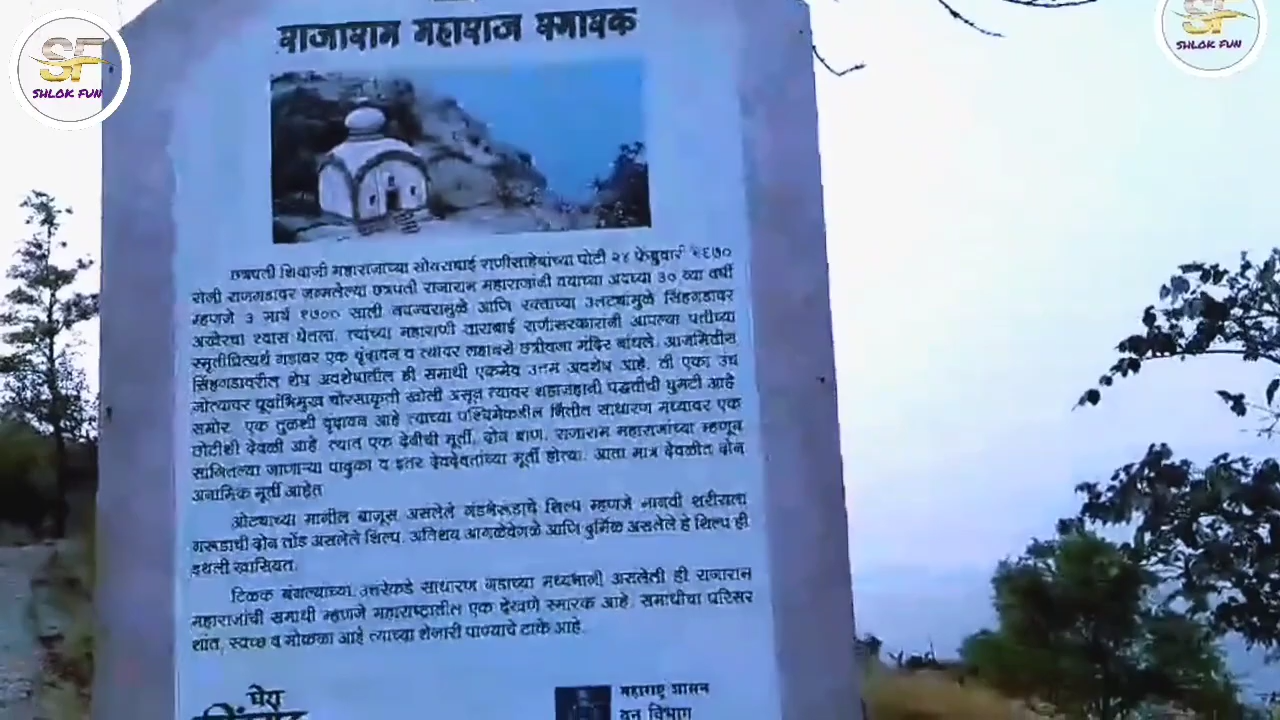 SF
SHLOK FUN
SF
SHLOK FUN
राजाराम महाराज स्मारक
छत्रपती शिवाजी महाराजांच्या सोयराबाई राणीसाहेबांच्या पोटी २४ फेब्रुवारी १६७०
रोजी राजगडावर जन्मलेल्या छत्रपती राजाराम महाराजांनी वयाच्या अवघ्या ३० व्या वर्षी
म्हणजे ३ मार्च १७०० साली नवज्वरामुळे आणि रक्ताच्या उलट्यांमुळे सिंहगडावर
अखेरचा श्वास घेतला. त्यांच्या महाराणी ताराबाई राणीसरकारांनी आपल्या पतीच्या
स्मृतीप्रित्यर्थ गडावर एक वृंदावन व त्यावर लहानसे छत्रीवजा मंदिर बांधले. आजमितीस
सिंहगडावरील शेष अवशेषातील ही समाधी एकमेव उत्तम अवशेष आहे. ती एका उंच
जोत्यावर पूर्वाभिमुख चौरसाकृती खोली असून त्यावर शहाजहानी पद्धतीची घुमटी आहे
समोर एक तुळशी वृंदावन आहे त्याच्या पश्चिमेकडील भिंतीत साधारण मध्यावर एक
छोटीशी देवळी आहे. त्यात एक देवीची मूर्ती, दोन बाण, राजाराम महाराजांच्या म्हणून
सांगितल्या जाणाऱ्या पादुका व इतर देवदेवतांच्या मूर्ती होत्या. आता मात्र देवळीत दोन
अनामिक मूर्ती आहेत
ओट्याच्या मागील बाजूस असलेले गंडभेरूडाचे शिल्प म्हणजे मानवी शरीराला
गरूडाची दोन तोंड असलेले शिल्प. अतिशय आगळेवेगळे आणि दुर्मिळ असलेले हे शिल्प ही
इथली खासियत.
टिळक बंगल्याच्या उत्तरेकडे साधारण गडाच्या मध्यभागी असलेली ही राजाराम
महाराजांची समाधी म्हणजे महाराष्ट्रातील एक देखणे स्मारक आहे. समाधीचा परिसर
शांत, स्वच्छ व मोकळा आहे त्याच्या शेजारी पाण्याचे टाके आहे.
घेरा
महाराष्ट्र शासन
वन विभाग